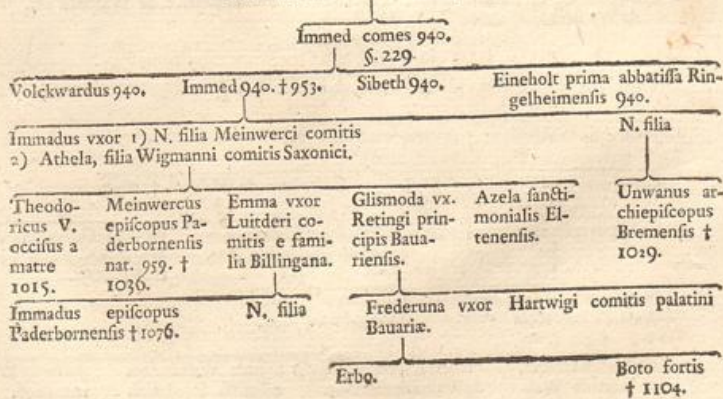 Immed comes 940.
§. 229
Volckwardus 940.
Immed 940. † 953.
Sibeth 940.
Eineholt prima abbatiſſa Rin-
gelheimenſis 940.
Immadus vxor 1) N. filia Meinwerci comitis
2) Athela, filia Wigmanni comitis Saxonici.
N. filia
Theodo-
ricus V.
occiſus a
matre
1015.
Meinwercus
epiſcopus Pa-
derbornenſis
nat. 959. †
1036.
Emma vxor
Luitderi co-
mitis e fami-
lia Billingana.
Glismoda vx.
Retingi prin-
cipis Baua-
rienſis.
Azela ſancti-
monialis El-
tenenſis.
Unwanus ar-
chiepiſcopus
Bremenſis †
1029.
Immadus epiſcopus
Paderbornenſis † 1076.
N. filia
Frederuna vxor Hartwigi comitis palatini
Bauariæ.
Erbo.
Boto fortis
† 1104.